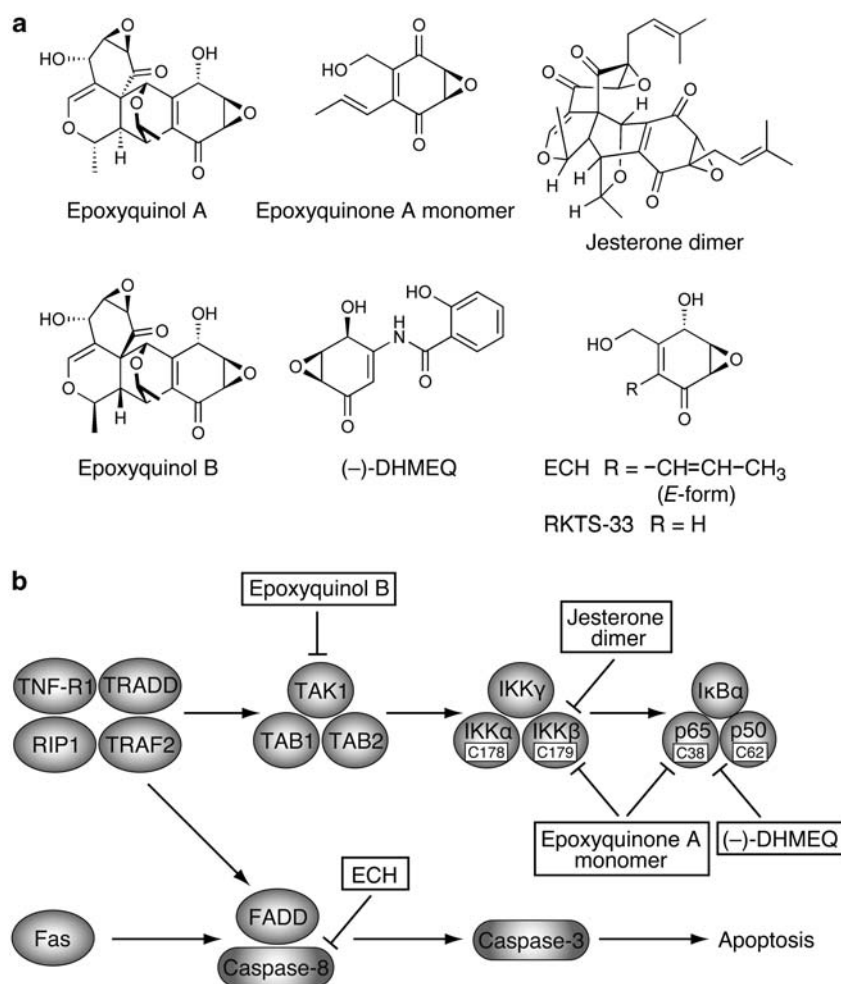 a
HO
O
O
HO
OH
O
O
H
Epoxyquinol A
O
HO
O
O
Epoxyquinone A monomer
O
O
O
O
O
H
O
H
O
O
H
O
Jesterone dimer
HO
O
O
OH
O
O
H
O
O
Epoxyquinol B
OH
HO
H
N
O
O
O
(–)-DHMEQ
OH
HO
O
R
O
ECH R = –CH=CH–CH3
(E-form)
RKTS-33 R = H
b
Epoxyquinol B
Jesterone
dimer
TNF-R1 TRADD
RIP1 TRAF2
TAK1
TAB1 TAB2
IKKγ
IKKα IKKβ
C178 C179
IκBα
p65 p50
C38 C62
Epoxyquinone A
monomer
(–)-DHMEQ
ECH
Fas
FADD
Caspase-8
Caspase-3
Apoptosis